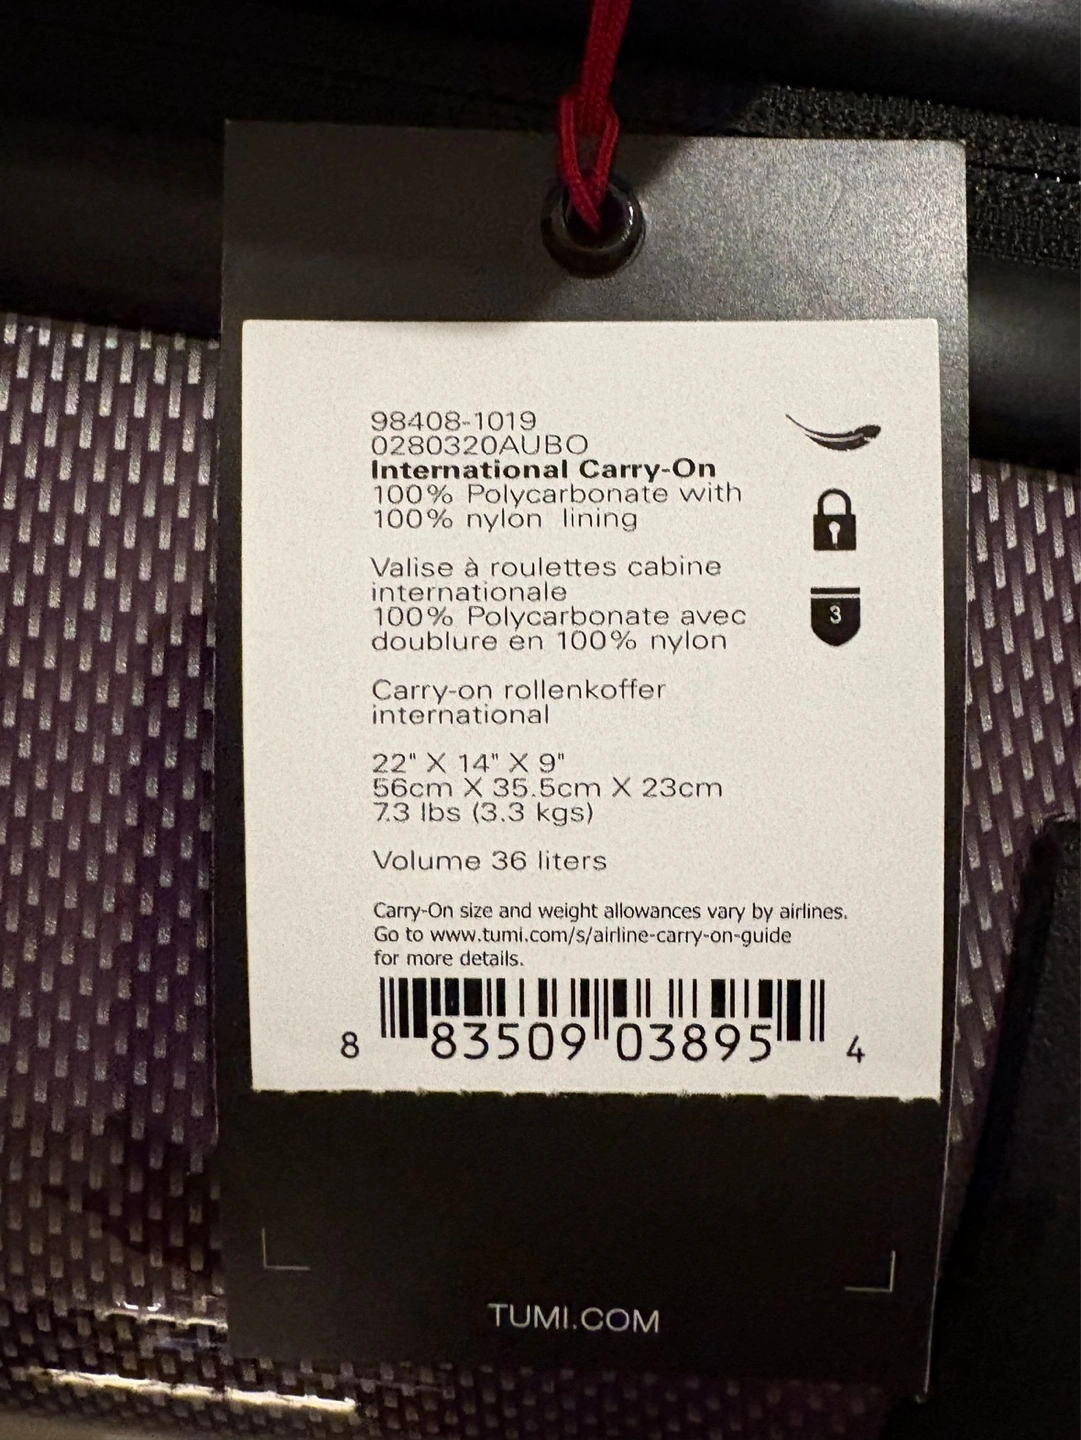 98408-1019
0280320AUBO
International Carry-On
100% Polycarbonate with
100% nylon lining
Valise à roulettes cabine
internationale
100% Polycarbonate avec
doublure en 100% nylon
Carry-on rollenkoffer
international
22" X 14" X 9"
56cm X 35.5cm X 23cm
7.3 lbs (3.3 kgs)
Volume 36 liters
Carry-On size and weight allowances vary by airlines.
Go to www.tumi.com/s/airline-carry-on-guide
for more details.
8 83509 03895 4
3
TUMI.COM